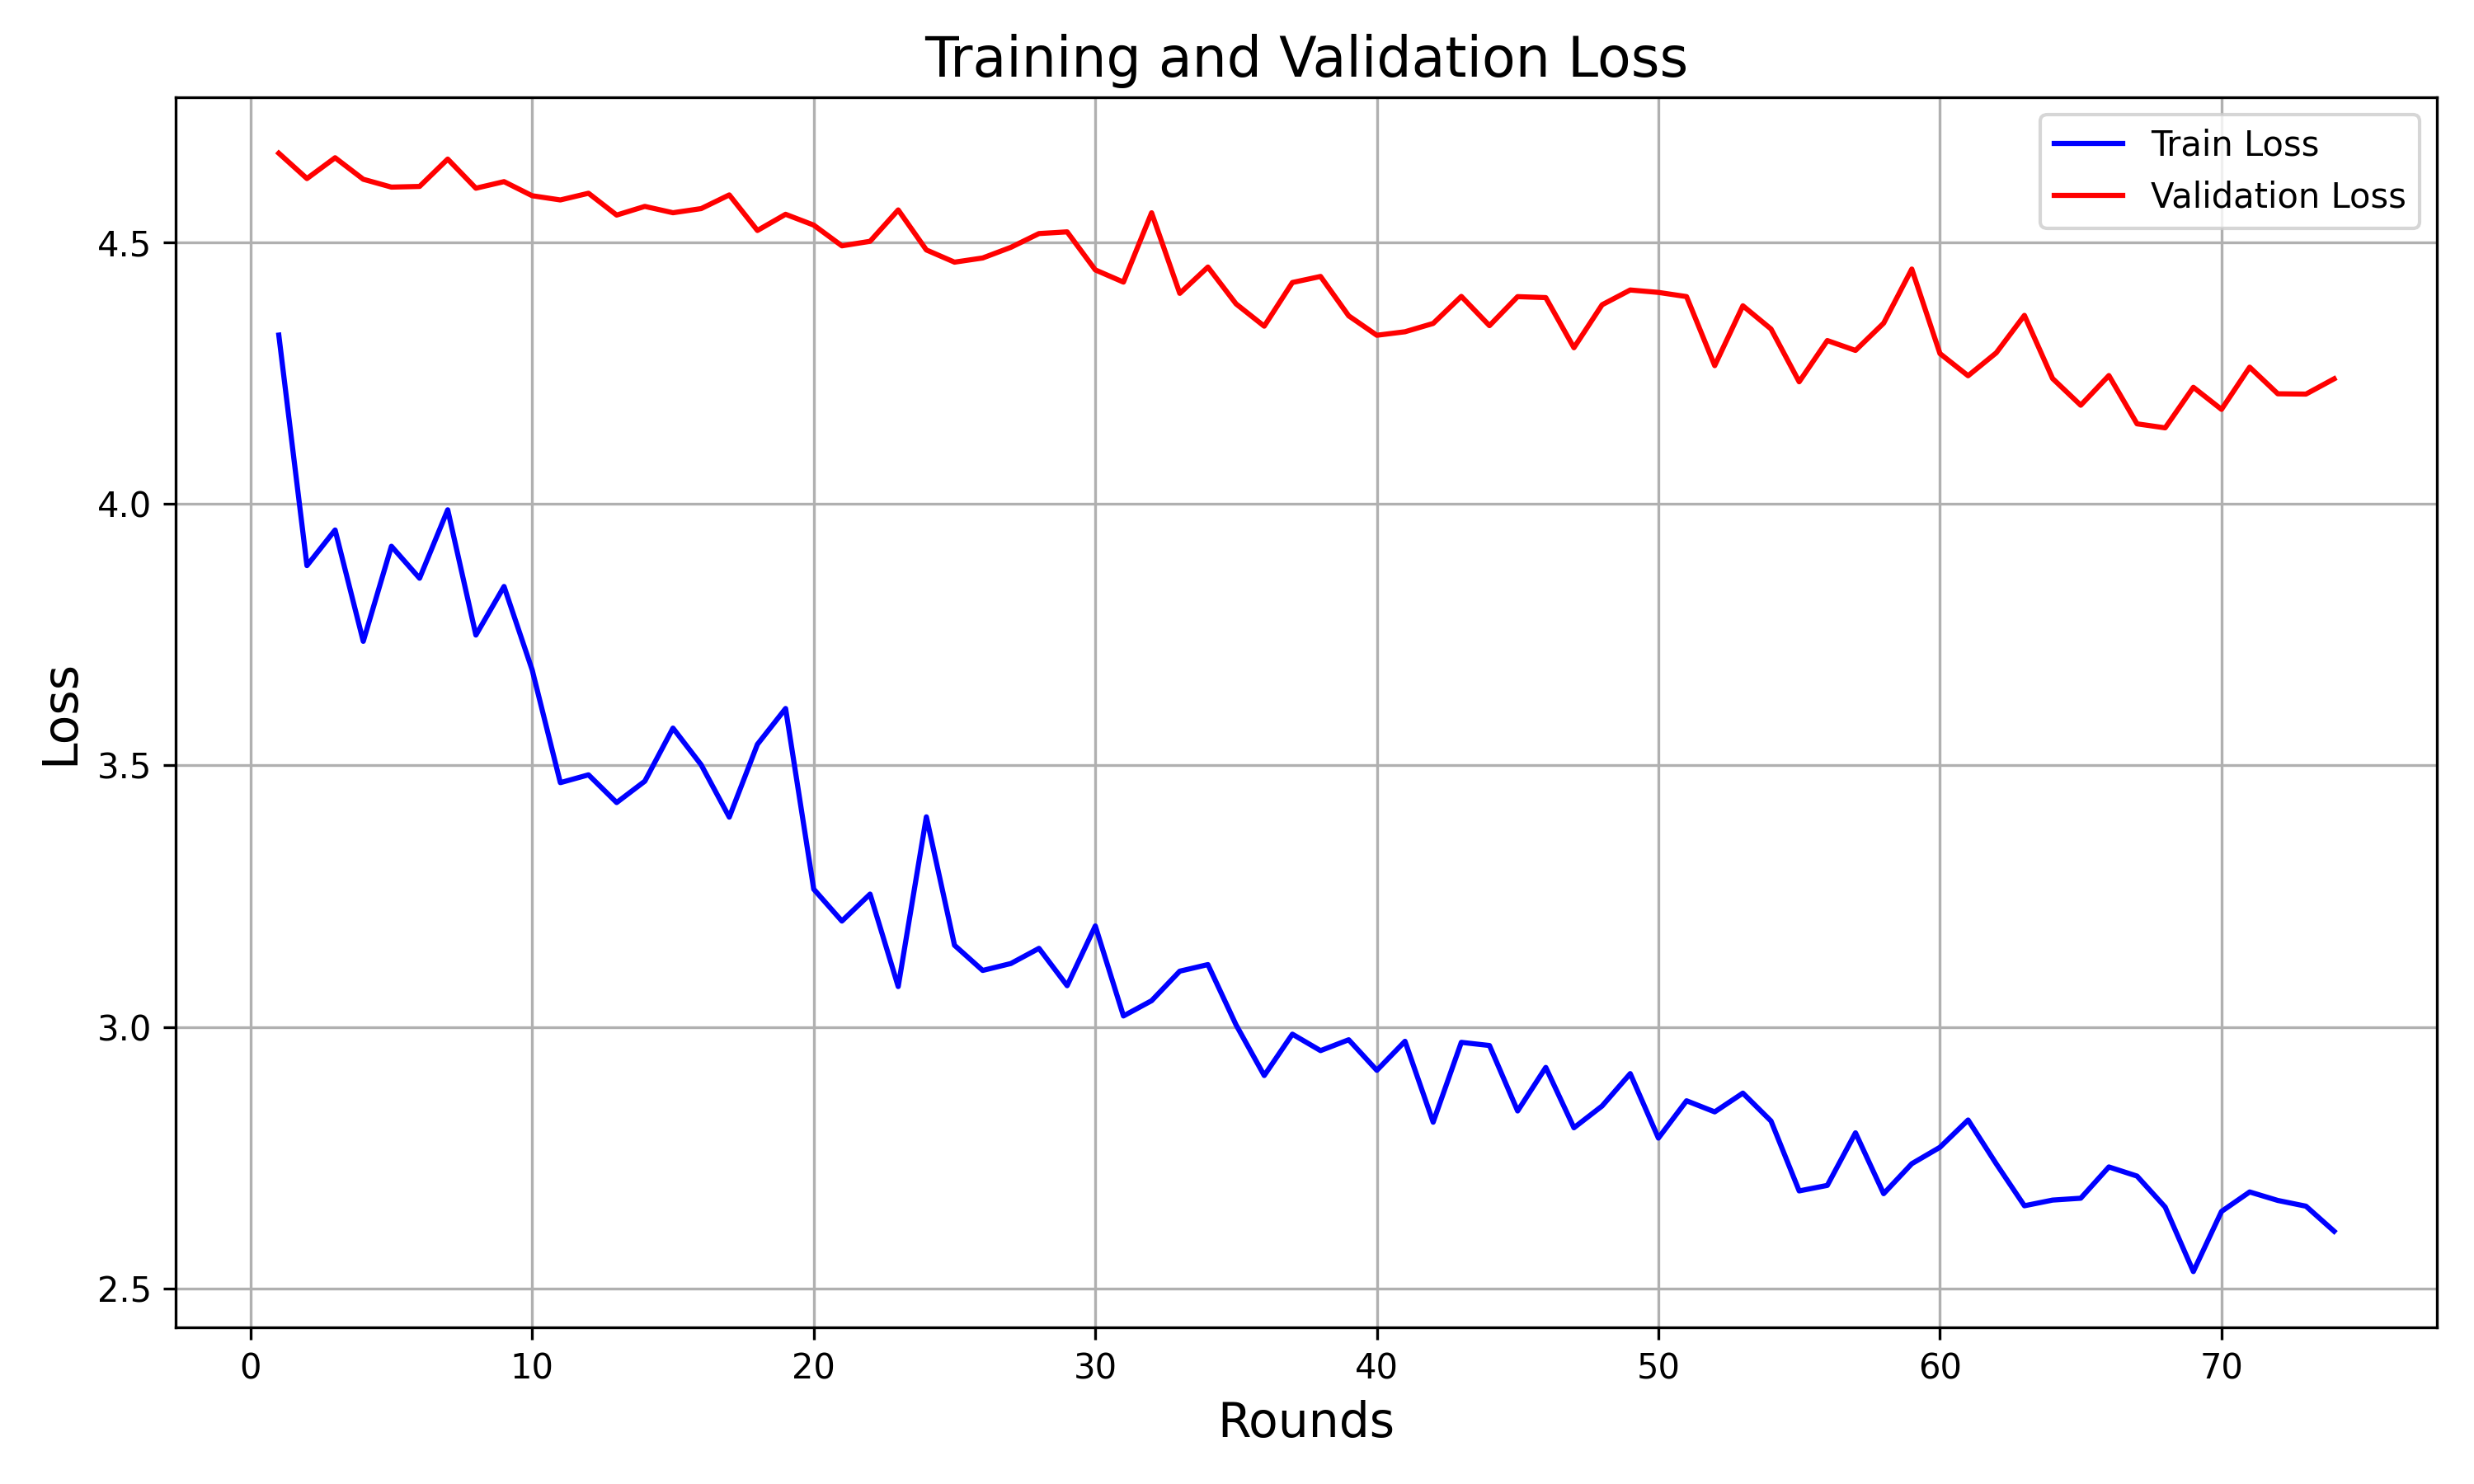 Training and Validation Loss
Train Loss
Validation Loss
4.5
4.0
3.5
3.0
2.5
Loss
0 10 20 30 40 50 60 70
Rounds